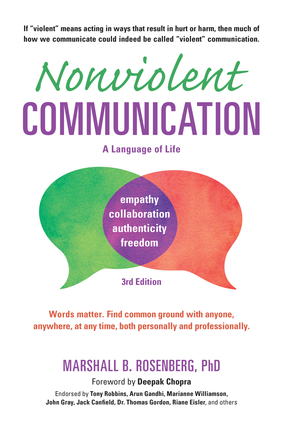 If "violent" means acting in ways that result in hurt or harm, then much of
how we communicate could indeed be called "violent" communication.
Nonviolent
COMMUNICATION
A Language of Life
empathy
collaboration
authenticity
freedom
3rd Edition
Words matter. Find common ground with anyone,
anywhere, at any time, both personally and professionally.
MARSHALL B. ROSENBERG, PhD
Foreword by Deepak Chopra
Endorsed by Tony Robbins, Arun Gandhi, Marianne Williamson,
John Gray, Jack Canfield, Dr. Thomas Gordon, Riane Eisler, and others